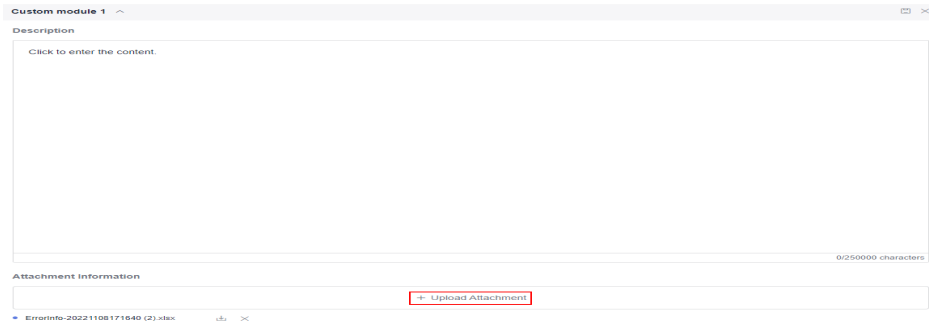 Custom module 1
Description
Click to enter the content.
0/250000 characters
Attachment Information
+ Upload Attachment
ErrorInfo-20221108171640 (2).xlsx